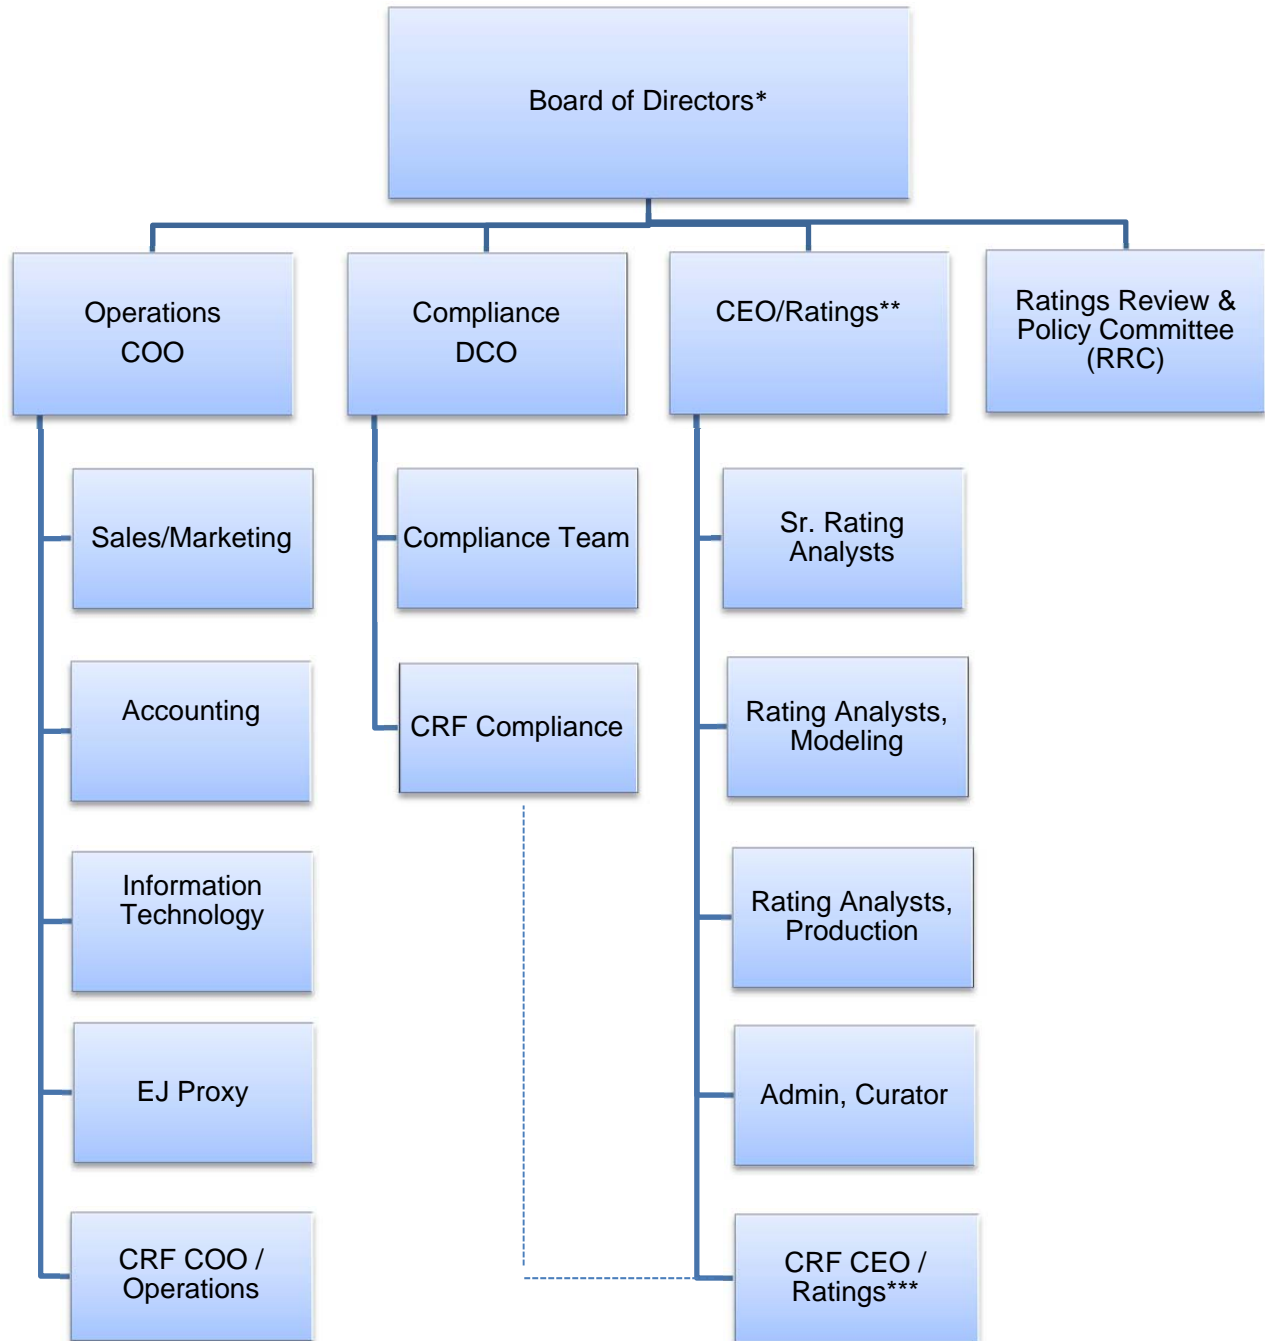 Board of Directors*
Operations
COO
Compliance
DCO
CEO/Ratings**
Ratings Review &
Policy Committee
(RRC)
Sales/Marketing
Accounting
Information
Technology
EJ Proxy
CRF COO /
Operations
Compliance Team
CRF Compliance
Sr. Rating
Analysts
Rating Analysts,
Modeling
Rating Analysts,
Production
Admin, Curator
CRF CEO /
Ratings***